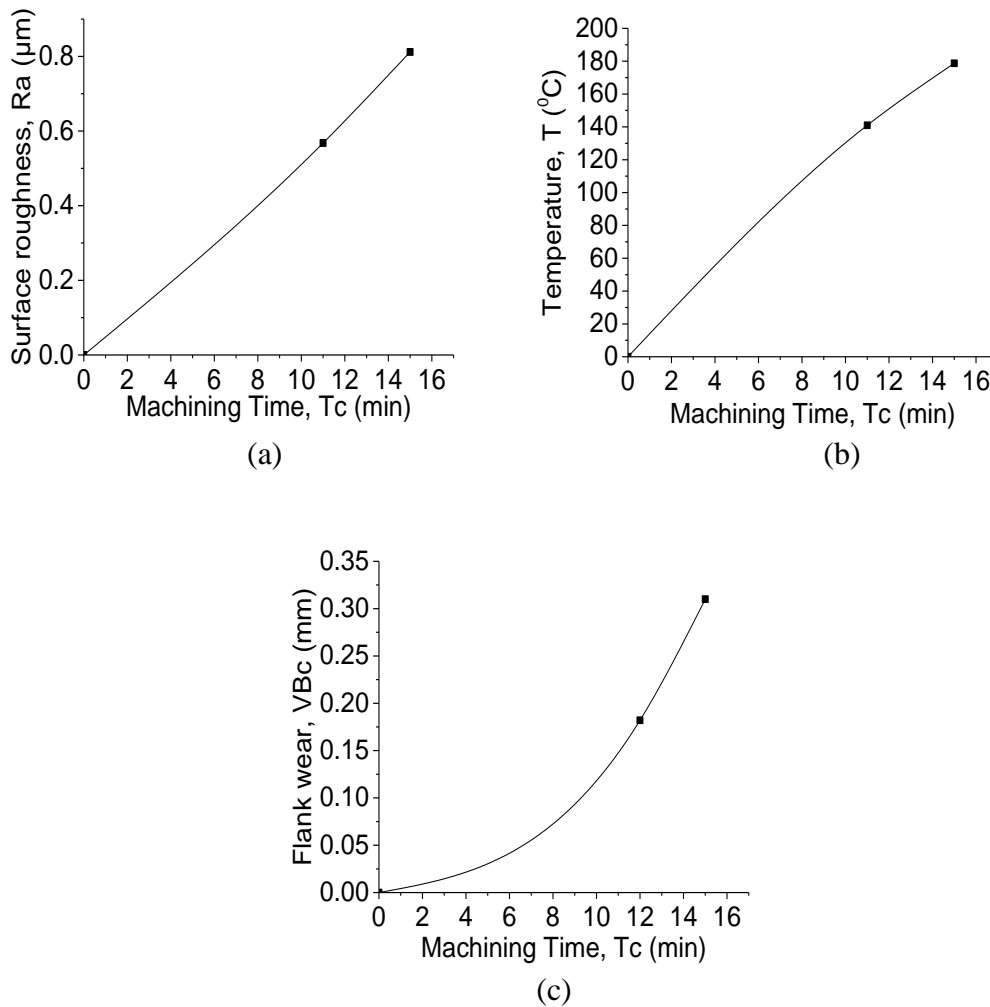 Surface roughness, Ra (μm)
0.8
0.6
0.4
0.2
0.0
0 2 4 6 8 10 12 14 16
Machining Time, Tc (min)
(a)
Temperature, T (⁰C)
200
180
160
140
120
100
80
60
40
20
0
0 2 4 6 8 10 12 14 16
Machining Time, Tc (min)
(b)
Flank wear, VBc (mm)
0.35
0.30
0.25
0.20
0.15
0.10
0.05
0.00
0 2 4 6 8 10 12 14 16
Machining Time, Tc (min)
(c)